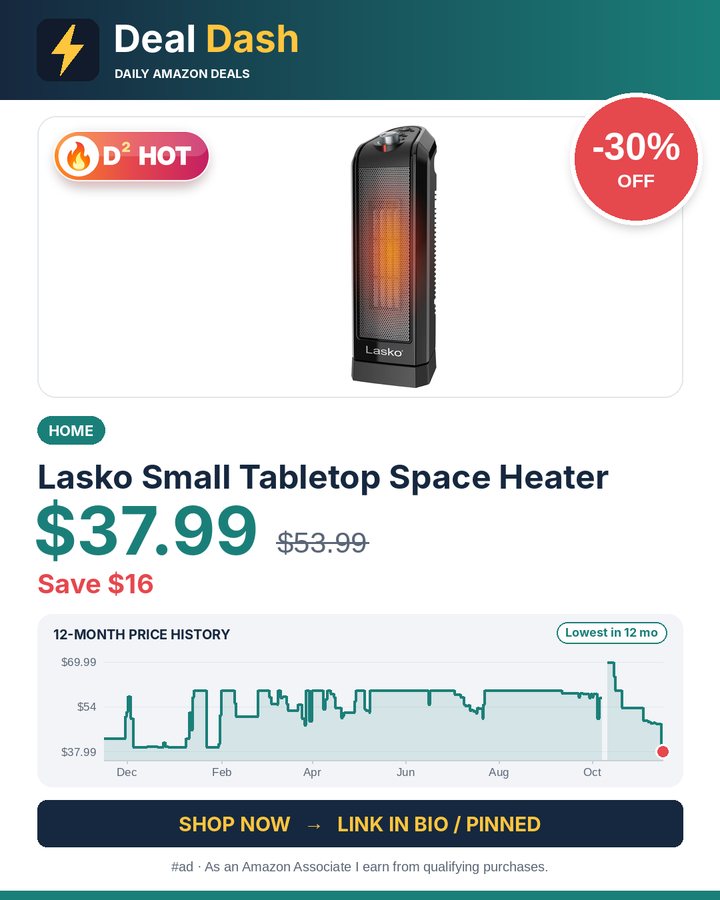 Deal Dash
DAILY AMAZON DEALS
D² HOT
-30%
OFF
Lasko
HOME
Lasko Small Tabletop Space Heater
$37.99 $53.99
Save $16
12-MONTH PRICE HISTORY
Lowest in 12 mo
$69.99
$54
$37.99
Dec Feb Apr Jun Aug Oct
SHOP NOW → LINK IN BIO / PINNED
#ad · As an Amazon Associate I earn from qualifying purchases.